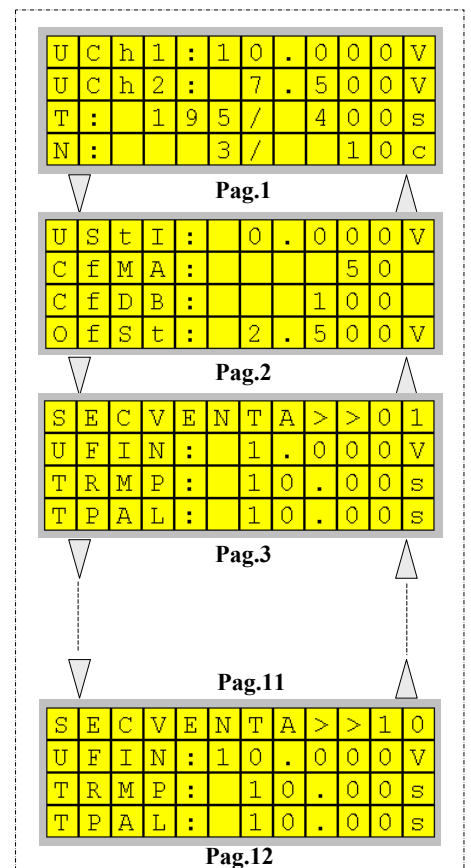 UCh1:10.000V
UCh2: 7.500V
T: 195/ 400s
N: 3/ 10c
Pag.1
UStI: 0.000V
CfMA: 50
CfDB: 100
OfSt: 2.500V
Pag.2
SECVENTA>>01
UFIN: 1.000V
TRMP: 10.00s
TPAL: 10.00s
Pag.3
Pag.11
SECVENTA>>10
UFIN:10.000V
TRMP: 10.00s
TPAL: 10.00s
Pag.12